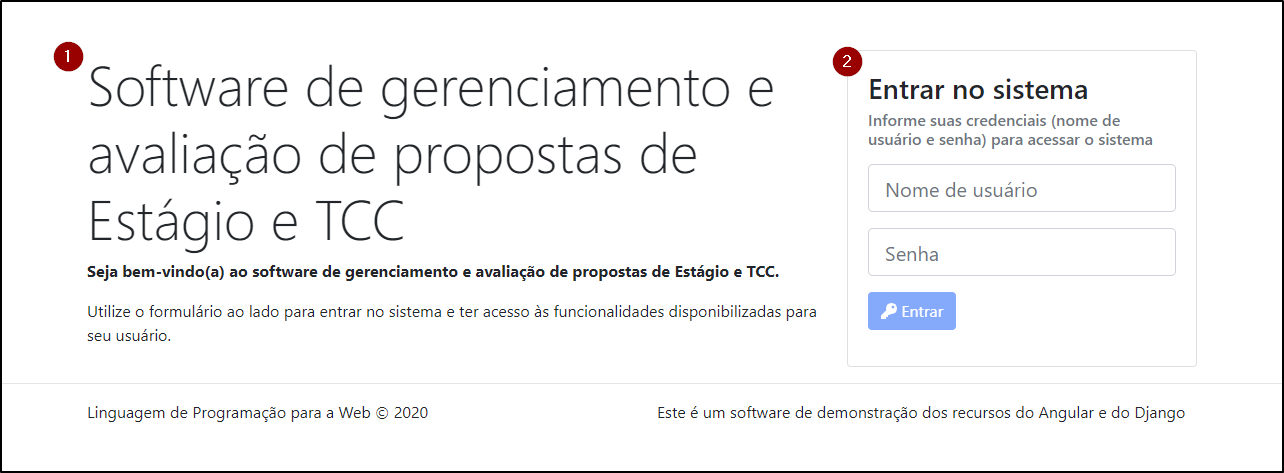 1
Software de gerenciamento e
avaliação de propostas de
Estágio e TCC
Seja bem-vindo(a) ao software de gerenciamento e avaliação de propostas de Estágio e TCC.
Utilize o formulário ao lado para entrar no sistema e ter acesso às funcionalidades disponibilizadas para
seu usuário.
2
Entrar no sistema
Informe suas credenciais (nome de
usuário e senha) para acessar o sistema
Nome de usuário
Senha
Entrar
Linguagem de Programação para a Web © 2020
Este é um software de demonstração dos recursos do Angular e do Django